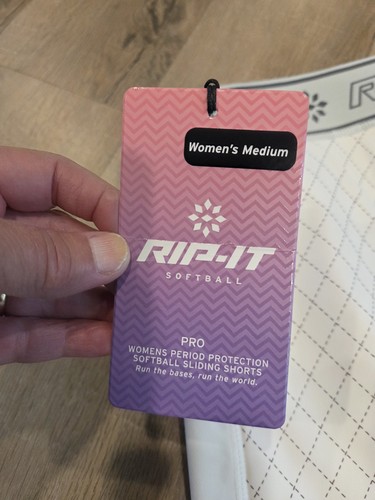 Women's Medium
RIP-IT
SOFTBALL
PRO
WOMENS PERIOD PROTECTION
SOFTBALL SLIDING SHORTS
Run the bases, run the world.